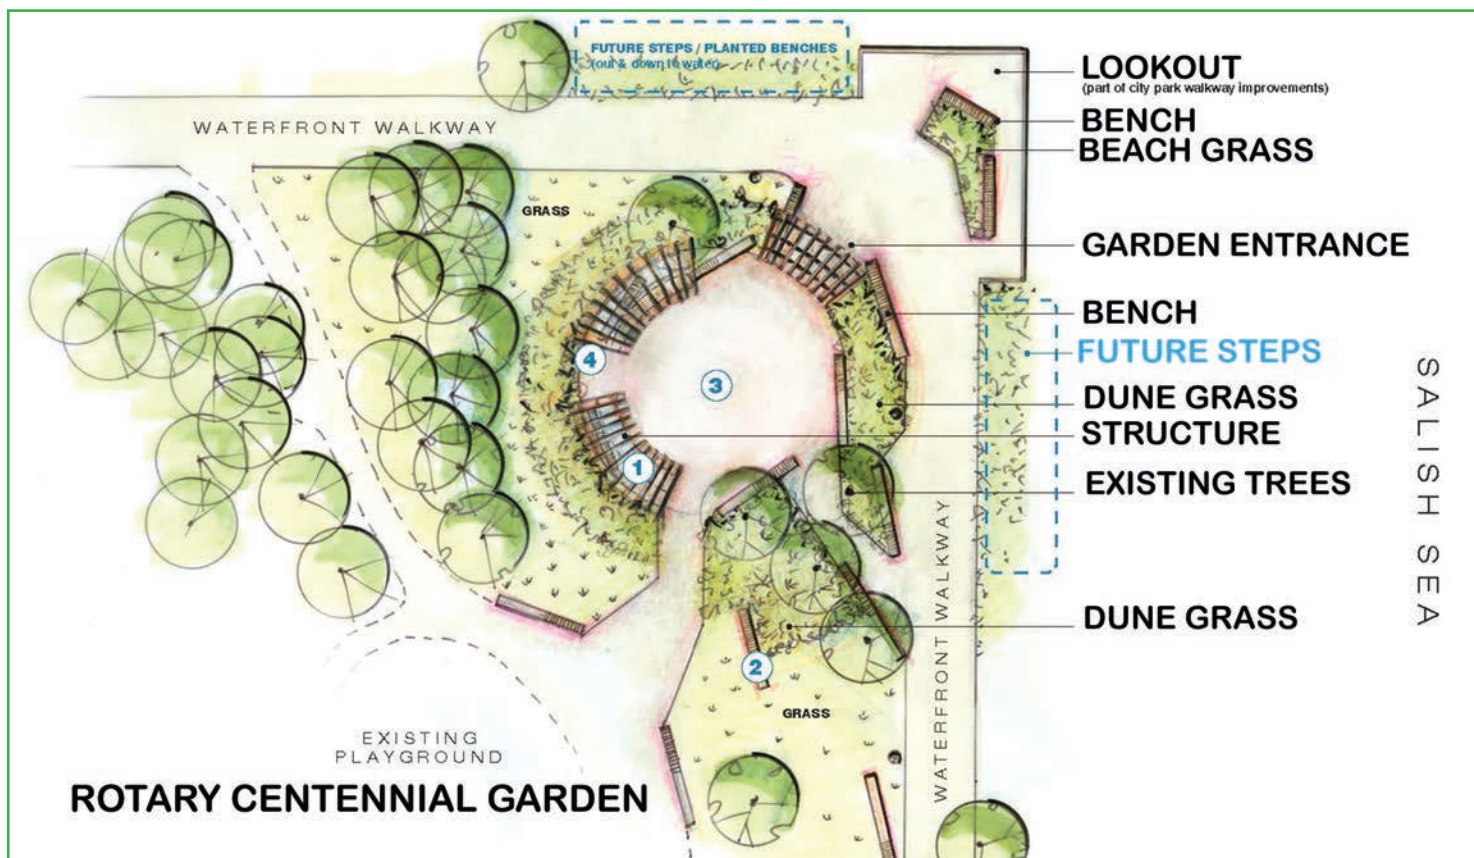 FUTURE STEPS / PLANTED BENCHES
(out & down to water)
LOOKOUT
(part of city park walkway improvements)
BENCH
WATERFRONT WALKWAY
BEACH GRASS
GRASS
GARDEN ENTRANCE
BENCH
FUTURE STEPS
4
3
DUNE GRASS
STRUCTURE
1
EXISTING TREES
SALISH SEA
WATERFRONT WALKWAY
DUNE GRASS
2
GRASS
EXISTING
PLAYGROUND
ROTARY CENTENNIAL GARDEN